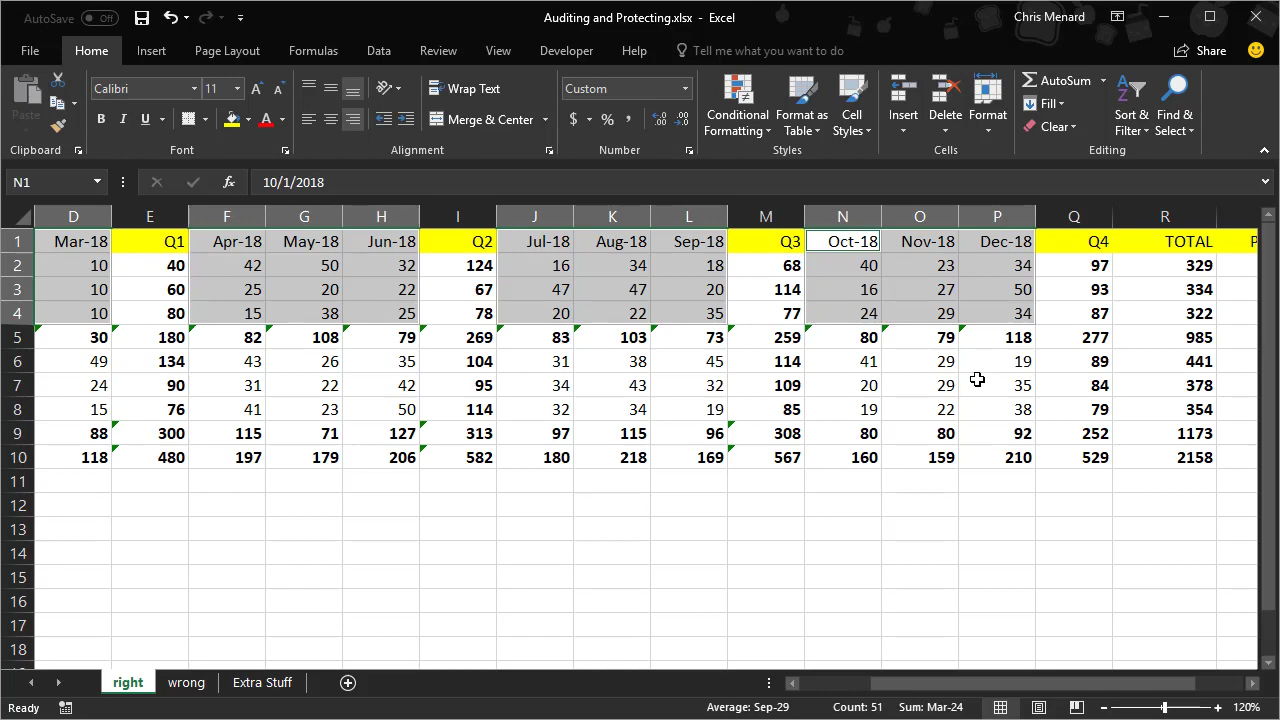 AutoSave Off Auditing and Protecting.xlsx - Excel Chris Menard
File Home Insert Page Layout Formulas Data Review View Developer Help Tell me what you want to do Share
Paste Calibri 11 A A Wrap Text Custom Conditional Formatting Format as Table Cell Styles Insert Delete Format AutoSum Fill Clear Sort & Filter Find & Select
B I U A Merge & Center $ % ,
Clipboard Font Alignment Number Styles Cells Editing
N1 fx 10/1/2018
D E F G H I J K L M N O P Q R
1 Mar-18 Q1 Apr-18 May-18 Jun-18 Q2 Jul-18 Aug-18 Sep-18 Q3 Oct-18 Nov-18 Dec-18 Q4 TOTAL P
2 10 40 42 50 32 124 16 34 18 68 40 23 34 97 329
3 10 60 25 20 22 67 47 47 20 114 16 27 50 93 334
4 10 80 15 38 25 78 20 22 35 77 24 29 34 87 322
5 30 180 82 108 79 269 83 103 73 259 80 79 118 277 985
6 49 134 43 26 35 104 31 38 45 114 41 29 19 89 441
7 24 90 31 22 42 95 34 43 32 109 20 29 35 84 378
8 15 76 41 23 50 114 32 34 19 85 19 22 38 79 354
9 88 300 115 71 127 313 97 115 96 308 80 80 92 252 1173
10 118 480 197 179 206 582 180 218 169 567 160 159 210 529 2158
11
12
13
14
15
16
17
18
right wrong Extra Stuff
Ready Average: Sep-29 Count: 51 Sum: Mar-24 120%